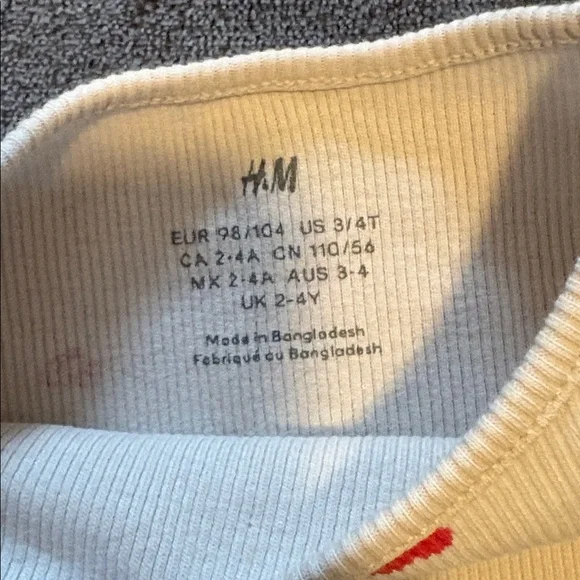 H&M
EUR 98/104 US 3/4T
CA 2-4A CN 110/56
MX 2-4A AUS 3-4
UK 2-4Y
Made in Bangladesh
Fabriqué au Bangladesh